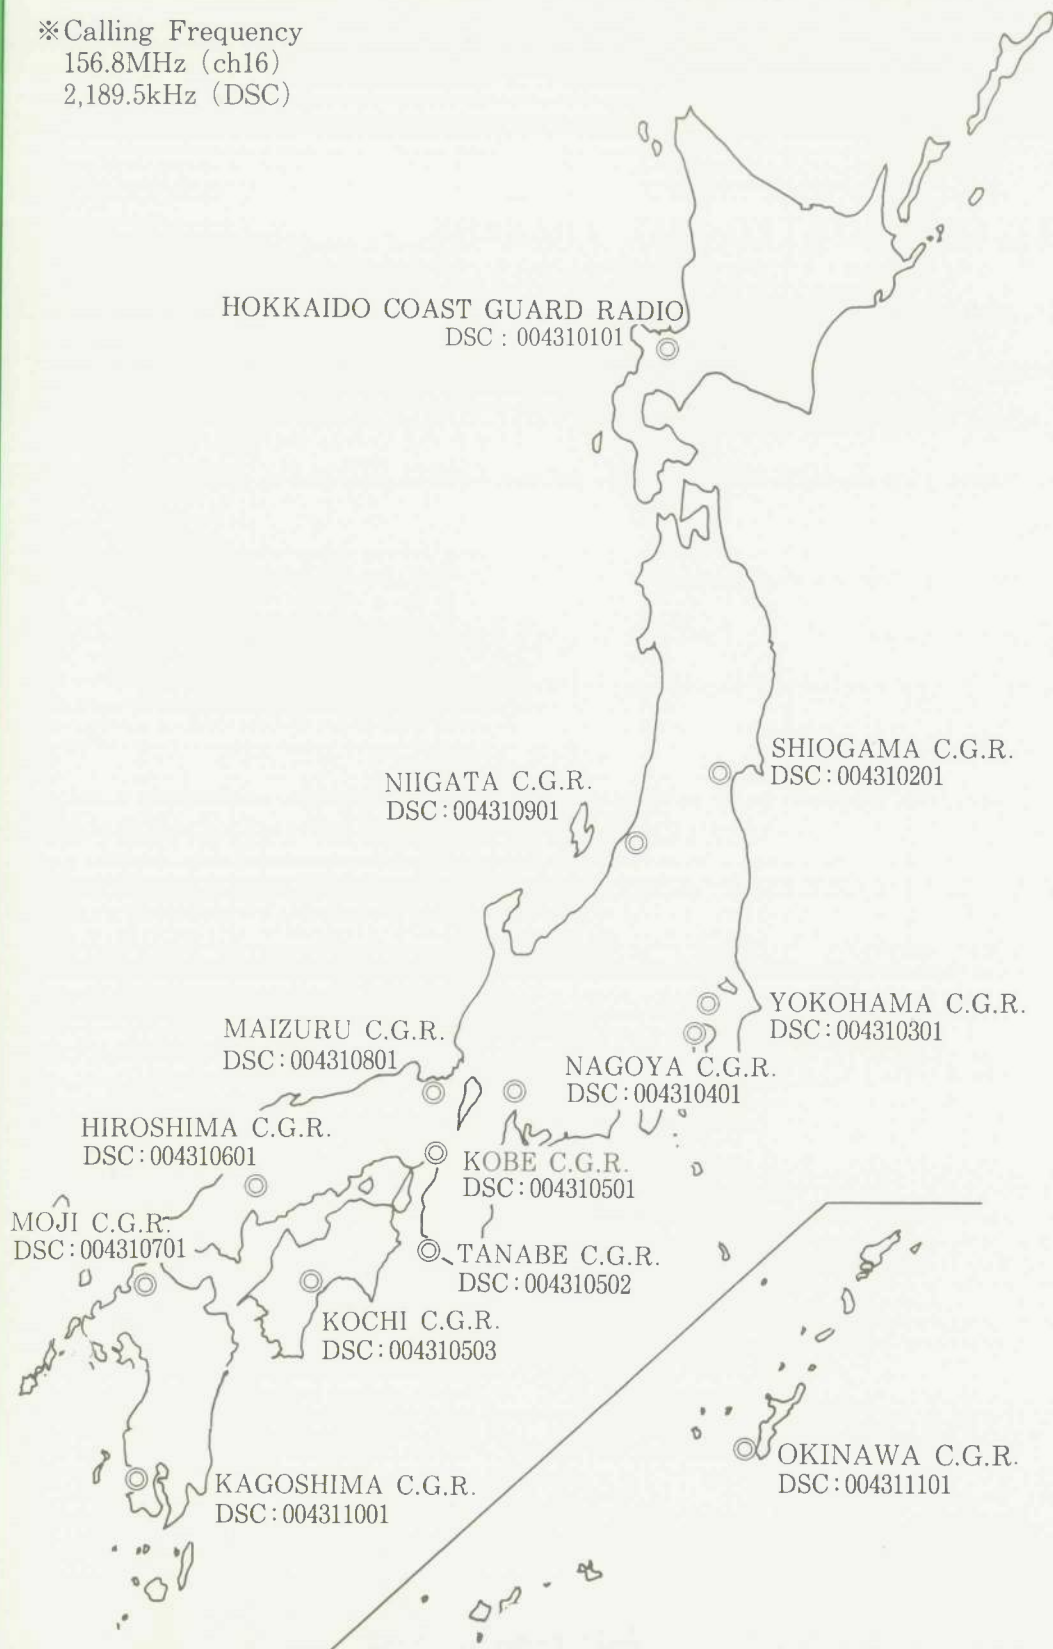 ※Calling Frequency
156.8MHz (ch16)
2,189.5kHz (DSC)
HOKKAIDO COAST GUARD RADIO
DSC : 004310101
SHIOGAMA C.G.R.
DSC:004310201
NIIGATA C.G.R.
DSC:004310901
YOKOHAMA C.G.R.
DSC:004310301
MAIZURU C.G.R.
DSC:004310801
NAGOYA C.G.R.
DSC:004310401
HIROSHIMA C.G.R.
DSC:004310601
KOBE C.G.R.
DSC:004310501
MOJI C.G.R.
DSC:004310701
TANABE C.G.R.
DSC:004310502
KOCHI C.G.R.
DSC:004310503
OKINAWA C.G.R.
DSC:004311101
KAGOSHIMA C.G.R.
DSC:004311001